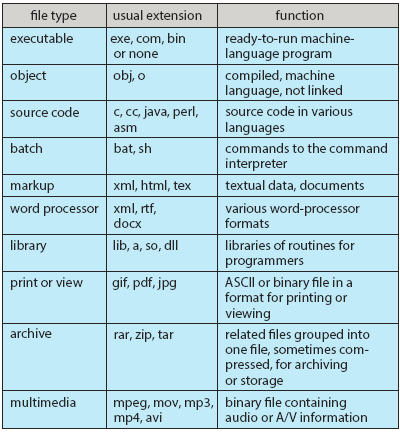 file type usual extension function
executable exe, com, bin ready-to-run machine-
or none language program
object obj, o compiled, machine
language, not linked
source code c, cc, java, perl, source code in various
asm languages
batch bat, sh commands to the command
interpreter
markup xml, html, tex textual data, documents
word processor xml, rtf, various word-processor
docx formats
library lib, a, so, dll libraries of routines for
programmers
print or view gif, pdf, jpg ASCII or binary file in a
format for printing or
viewing
archive rar, zip, tar related files grouped into
one file, sometimes com-
pressed, for archiving
or storage
multimedia mpeg, mov, mp3, binary file containing
mp4, avi audio or A/V information